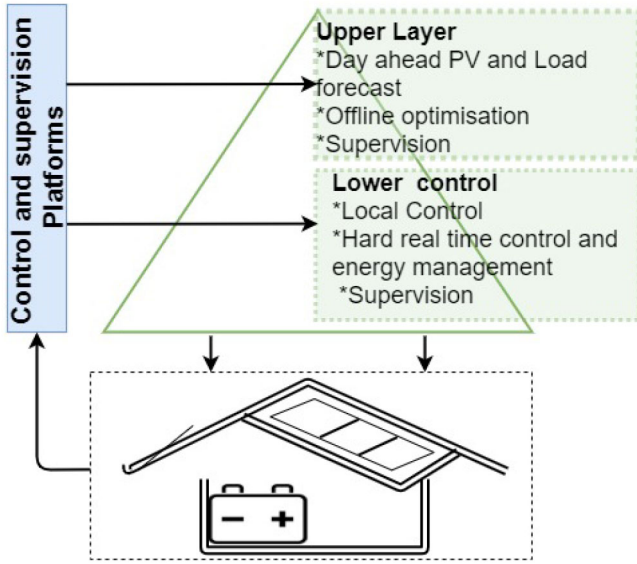 Control and supervision
Platforms
Upper Layer
*Day ahead PV and Load
forecast
*Offline optimisation
*Supervision
Lower control
*Local Control
*Hard real time control and
energy management
*Supervision
− +